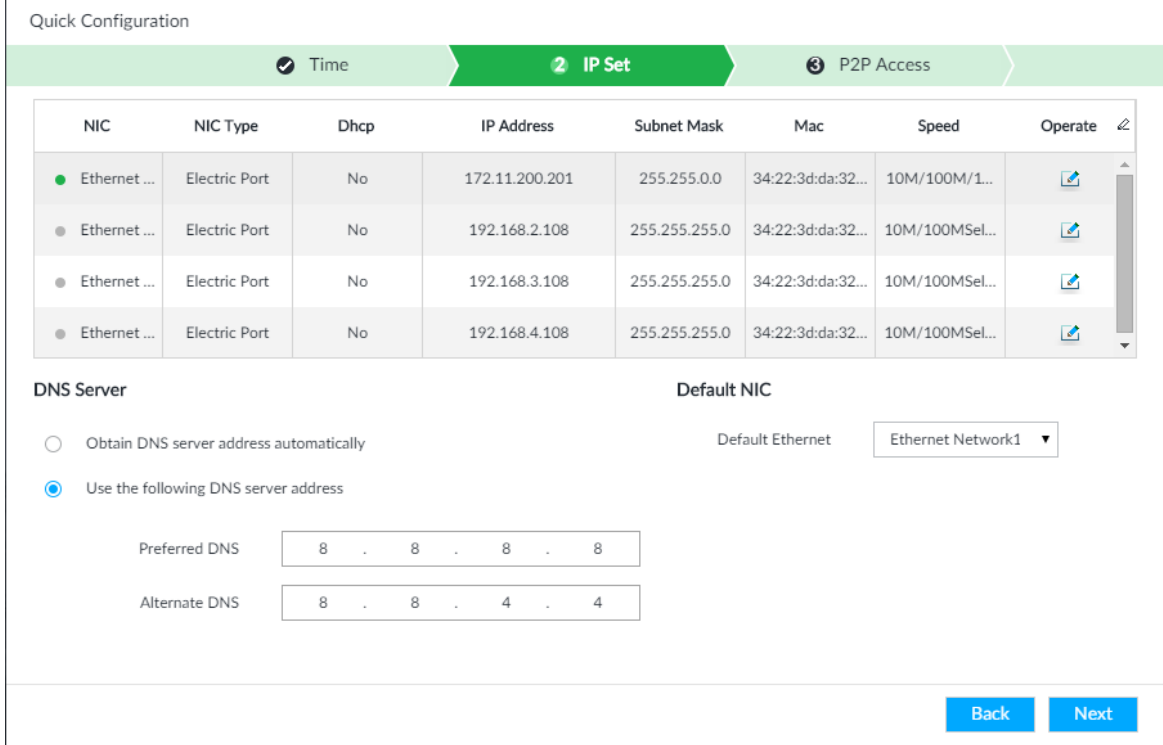 Quick Configuration
Time 2 IP Set 3 P2P Access
NIC NIC Type Dhcp IP Address Subnet Mask Mac Speed Operate
Ethernet ... Electric Port No 172.11.200.201 255.255.0.0 34:22:3d:da:32... 10M/100M/1...
Ethernet ... Electric Port No 192.168.2.108 255.255.255.0 34:22:3d:da:32... 10M/100MSel...
Ethernet ... Electric Port No 192.168.3.108 255.255.255.0 34:22:3d:da:32... 10M/100MSel...
Ethernet ... Electric Port No 192.168.4.108 255.255.255.0 34:22:3d:da:32... 10M/100MSel...
DNS Server Default NIC
Obtain DNS server address automatically Default Ethernet Ethernet Network1
Use the following DNS server address
Preferred DNS 8 . 8 . 8 . 8
Alternate DNS 8 . 8 . 4 . 4
Back Next